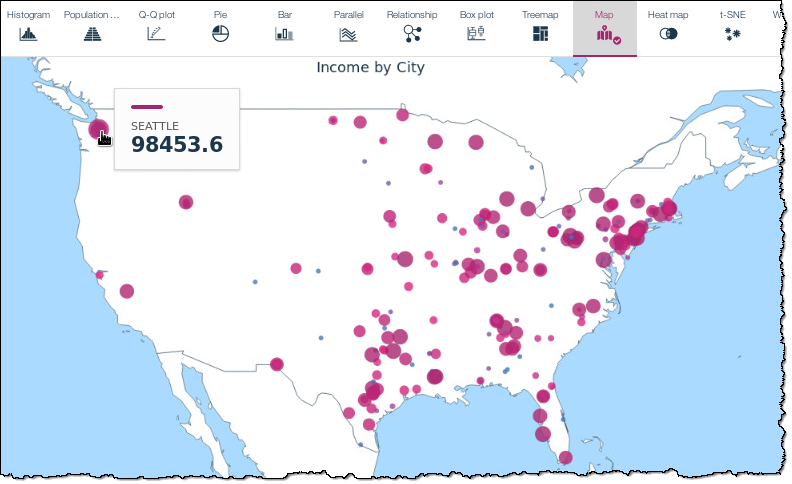 Histogram
Population ...
Q-Q plot
Pie
Bar
Parallel
Relationship
Box plot
Treemap
Map
Heat map
t-SNE
Income by City
SEATTLE
98453.6